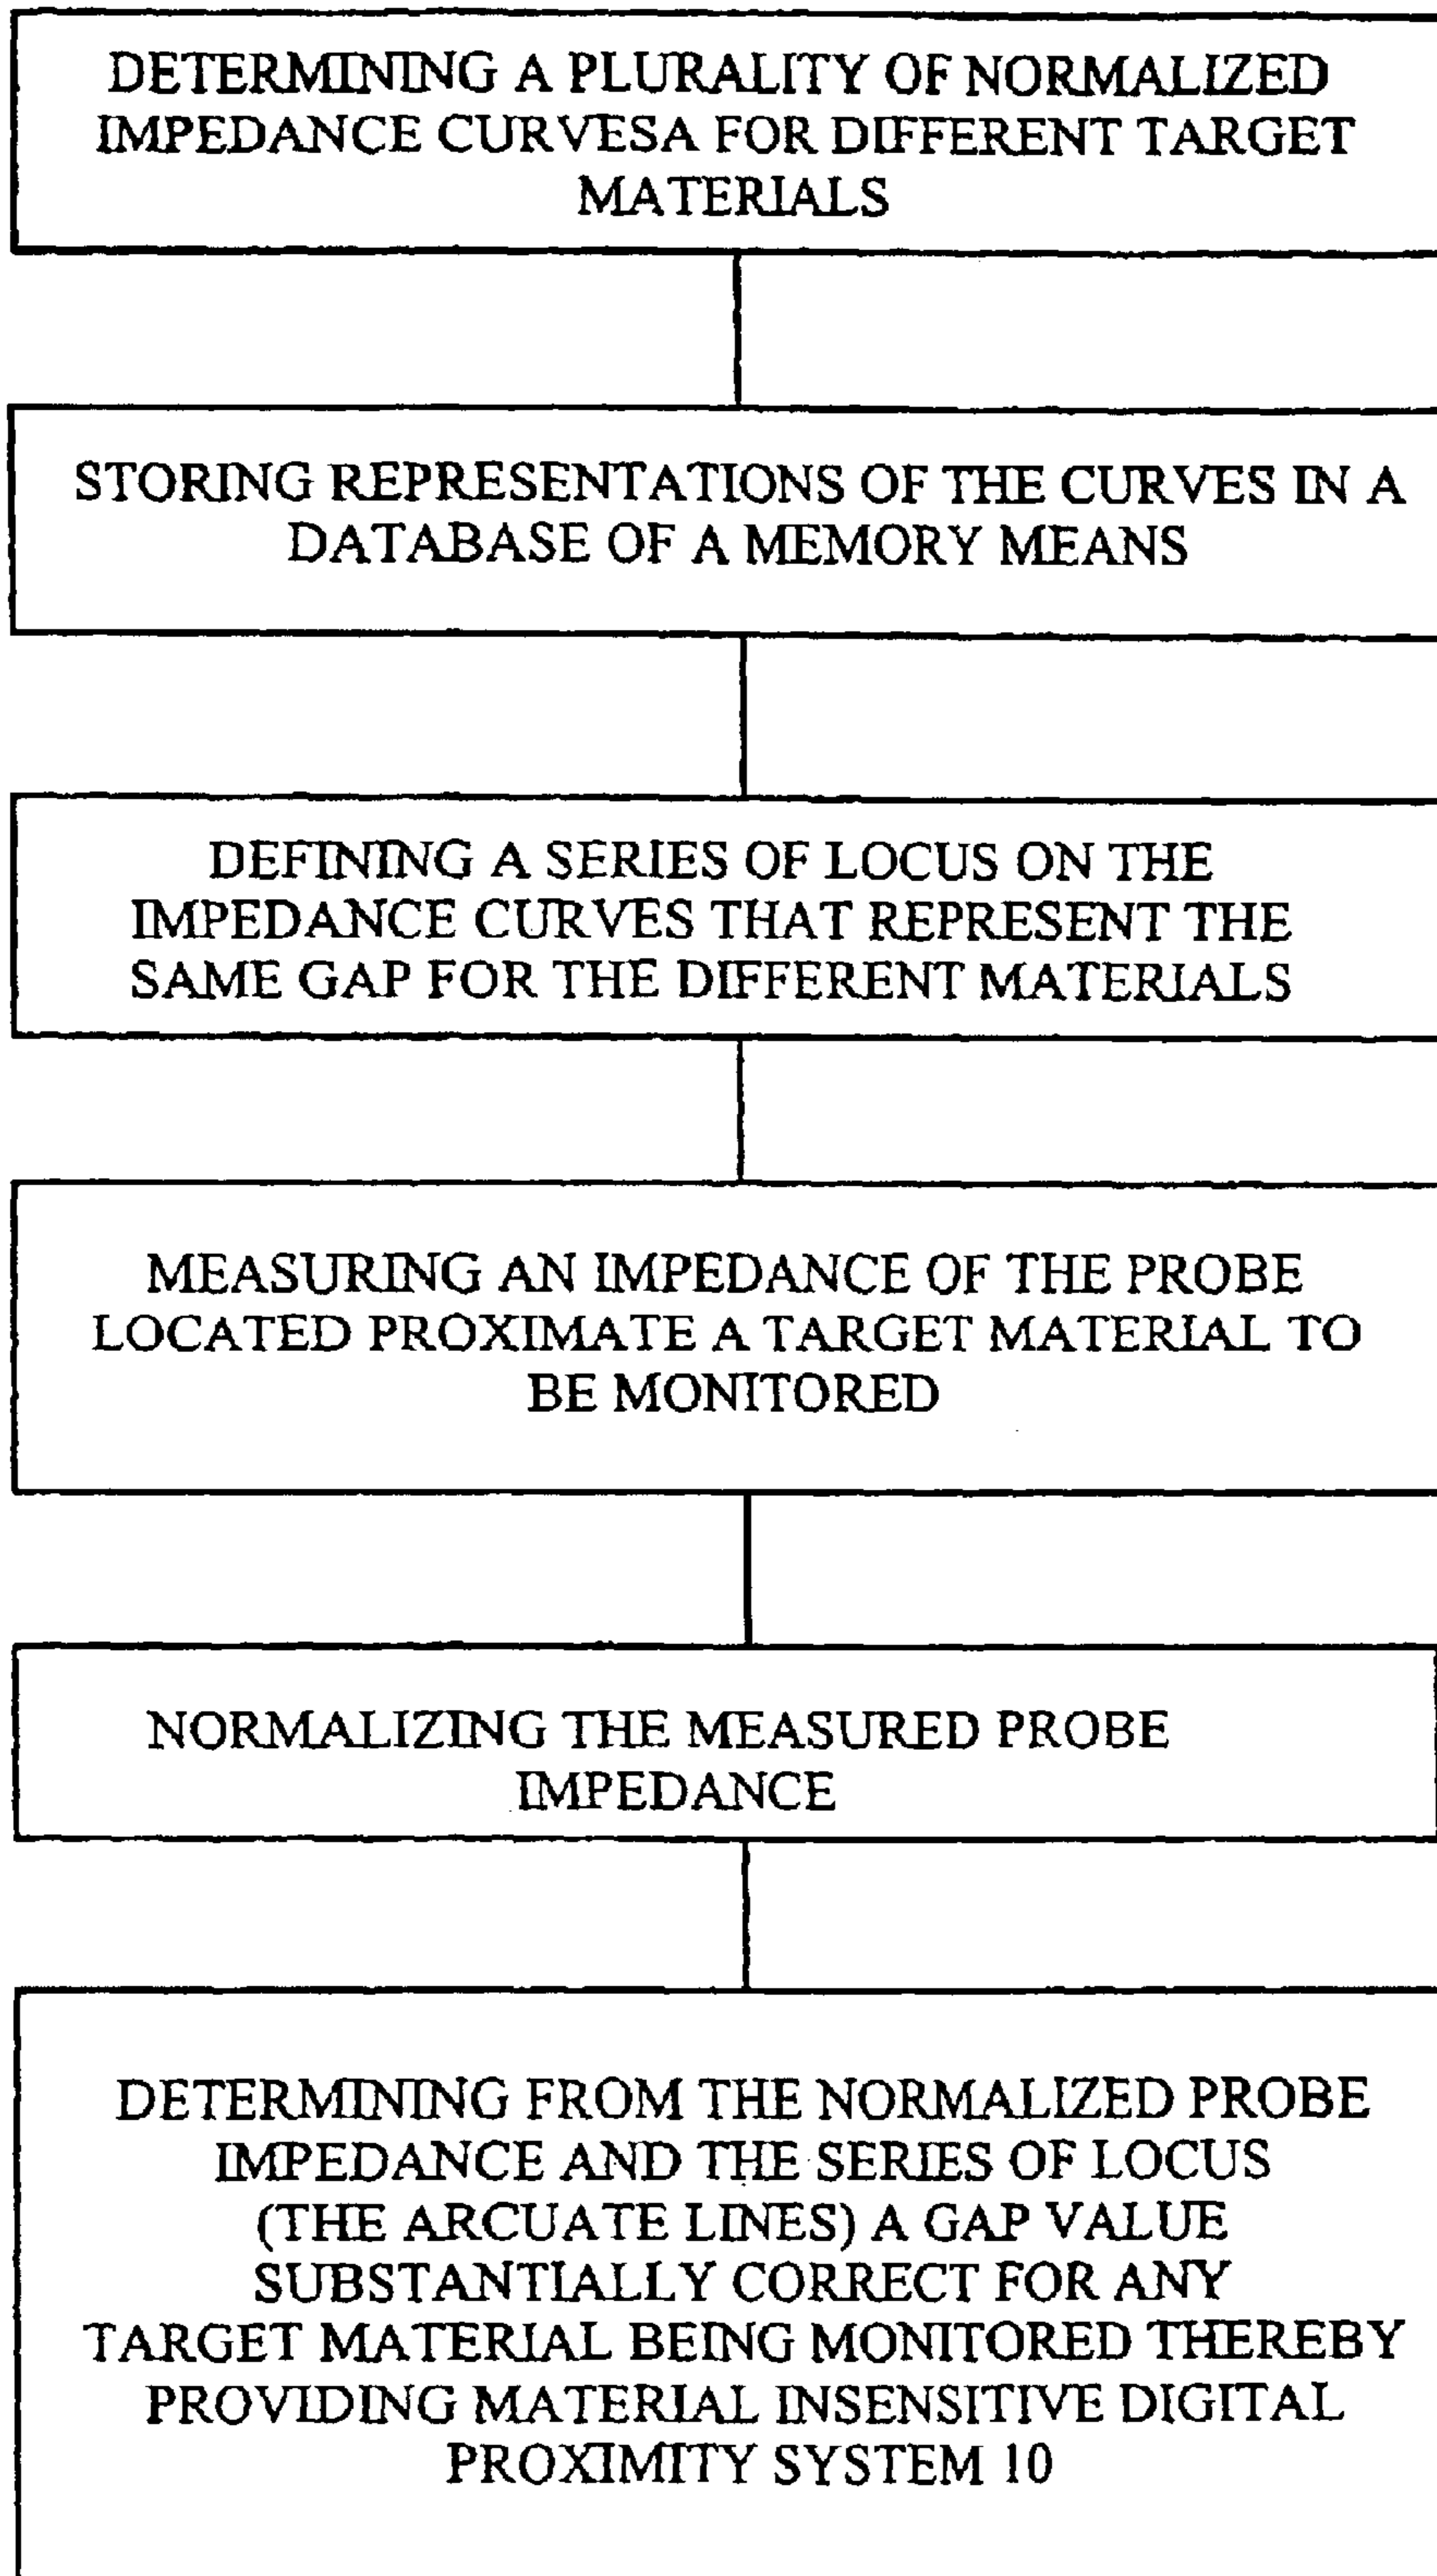 DETERMINING A PLURALITY OF NORMALIZED
IMPEDANCE CURVESA FOR DIFFERENT TARGET
MATERIALS
STORING REPRESENTATIONS OF THE CURVES IN A
DATABASE OF A MEMORY MEANS
DEFINING A SERIES OF LOCUS ON THE
IMPEDANCE CURVES THAT REPRESENT THE
SAME GAP FOR THE DIFFERENT MATERIALS
MEASURING AN IMPEDANCE OF THE PROBE
LOCATED PROXIMATE A TARGET MATERIAL TO
BE MONITORED
NORMALIZING THE MEASURED PROBE
IMPEDANCE
DETERMINING FROM THE NORMALIZED PROBE
IMPEDANCE AND THE SERIES OF LOCUS
(THE ARCUATE LINES) A GAP VALUE
SUBSTANTIALLY CORRECT FOR ANY
TARGET MATERIAL BEING MONITORED THEREBY
PROVIDING MATERIAL INSENSITIVE DIGITAL
PROXIMITY SYSTEM 10